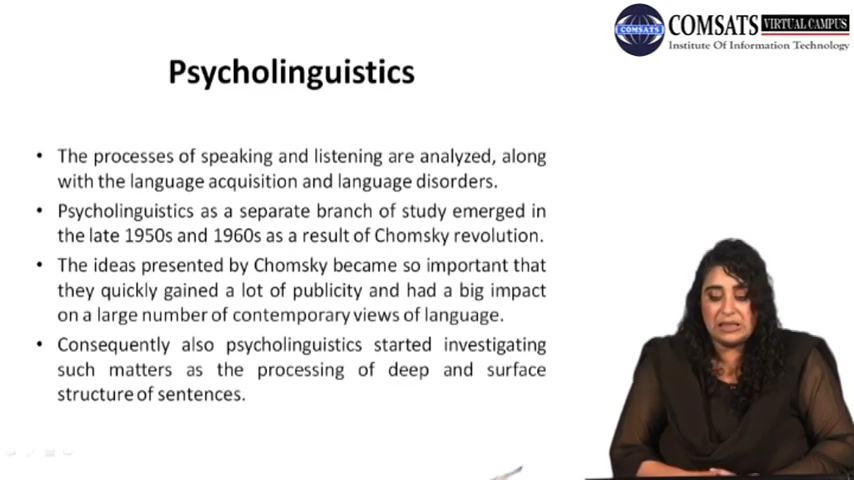 COMSATS VIRTUAL CAMPUS
Institute Of Information Technology
COMSATS
Psycholinguistics
• The processes of speaking and listening are analyzed, along
with the language acquisition and language disorders.
• Psycholinguistics as a separate branch of study emerged in
the late 1950s and 1960s as a result of Chomsky revolution.
• The ideas presented by Chomsky became so important that
they quickly gained a lot of publicity and had a big impact
on a large number of contemporary views of language.
• Consequently also psycholinguistics started investigating
such matters as the processing of deep and surface
structure of sentences.